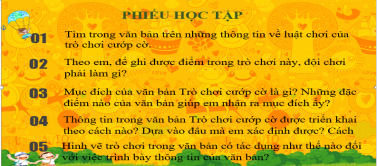 PHIẾU HỌC TẬP
01 Tìm trong văn bản trên những thông tin về luật chơi của
trò chơi cướp cờ.
02 Theo em, để ghi được điểm trong trò chơi này, đội chơi
phải làm gì?
03 Mục đích của văn bản Trò chơi cướp cờ là gì? Những đặc
điểm nào của văn bản giúp em nhận ra mục đích ấy?
04 Thông tin trong văn bản Trò chơi cướp cờ được triển khai
theo cách nào? Dựa vào đâu mà em xác định được? Cách
05 Hình vẽ trò chơi trong văn bản có tác dụng như thế nào đối
với việc trình bày thông tin của văn bản?